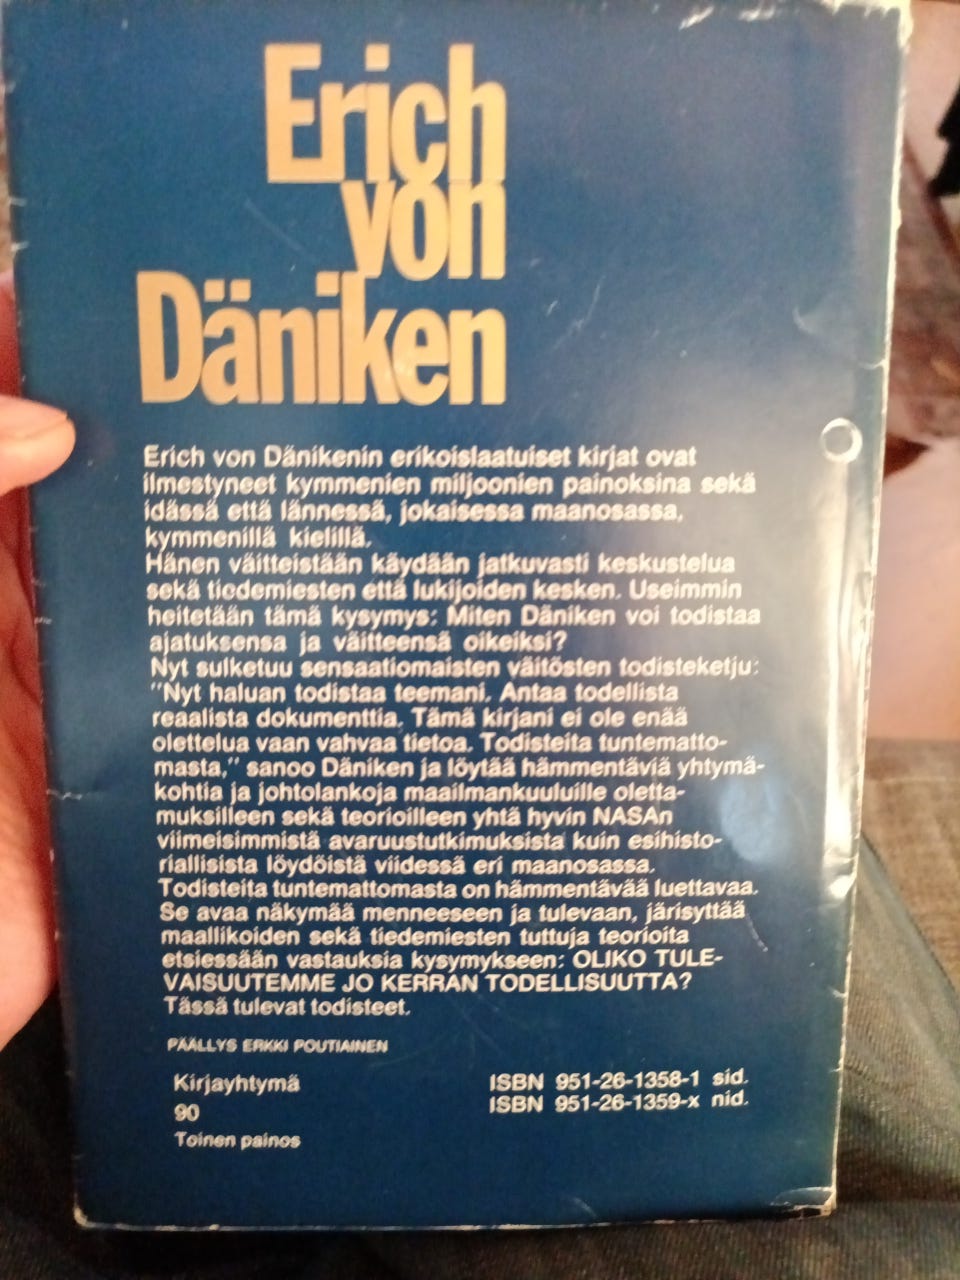 Erich
von
Däniken
Erich von Dänikenin erikoislaatuiset kirjat ovat
ilmestyneet kymmenien miljoonien painoksina sekä
idässä että lännessä, jokaisessa maanosassa,
kymmenillä kielillä.
Hänen väitteistään käydään jatkuvasti keskustelua
sekä tiedemiesten että lukijoiden kesken. Useimmin
heitetään tämä kysymys: Miten Däniken voi todistaa
ajatuksensa ja väitteensä oikeiksi?
Nyt sulketuu sensaatiomaisten väitösten todisteketju:
"Nyt haluan todistaa teemani. Antaa todellista
reaalista dokumenttia. Tämä kirjani ei ole enää
olettelua vaan vahvaa tietoa. Todisteita tuntematto-
masta," sanoo Däniken ja löytää hämmentäviä yhtymä-
kohtia ja johtolankoja maailmankuuluille oletta-
muksilleen sekä teorioilleen yhtä hyvin NASAn
viimeisimmistä avaruustutkimuksista kuin esihisto-
riallisista löydöistä viidessä eri maanosassa.
Todisteita tuntemattomasta on hämmentävää luettavaa.
Se avaa näkymää menneeseen ja tulevaan, järisyttää
maallikoiden sekä tiedemiesten tuttuja teorioita
etsiessään vastauksia kysymykseen: OLIKO TULE-
VAISUUTEMME JO KERRAN TODELLISUUTTA?
Tässä tulevat todisteet.
PÄÄLLYS ERKKI POUTIAINEN
Kirjayhtymä
90
Toinen painos
ISBN 951-26-1358-1 sid.
ISBN 951-26-1359-x nid.